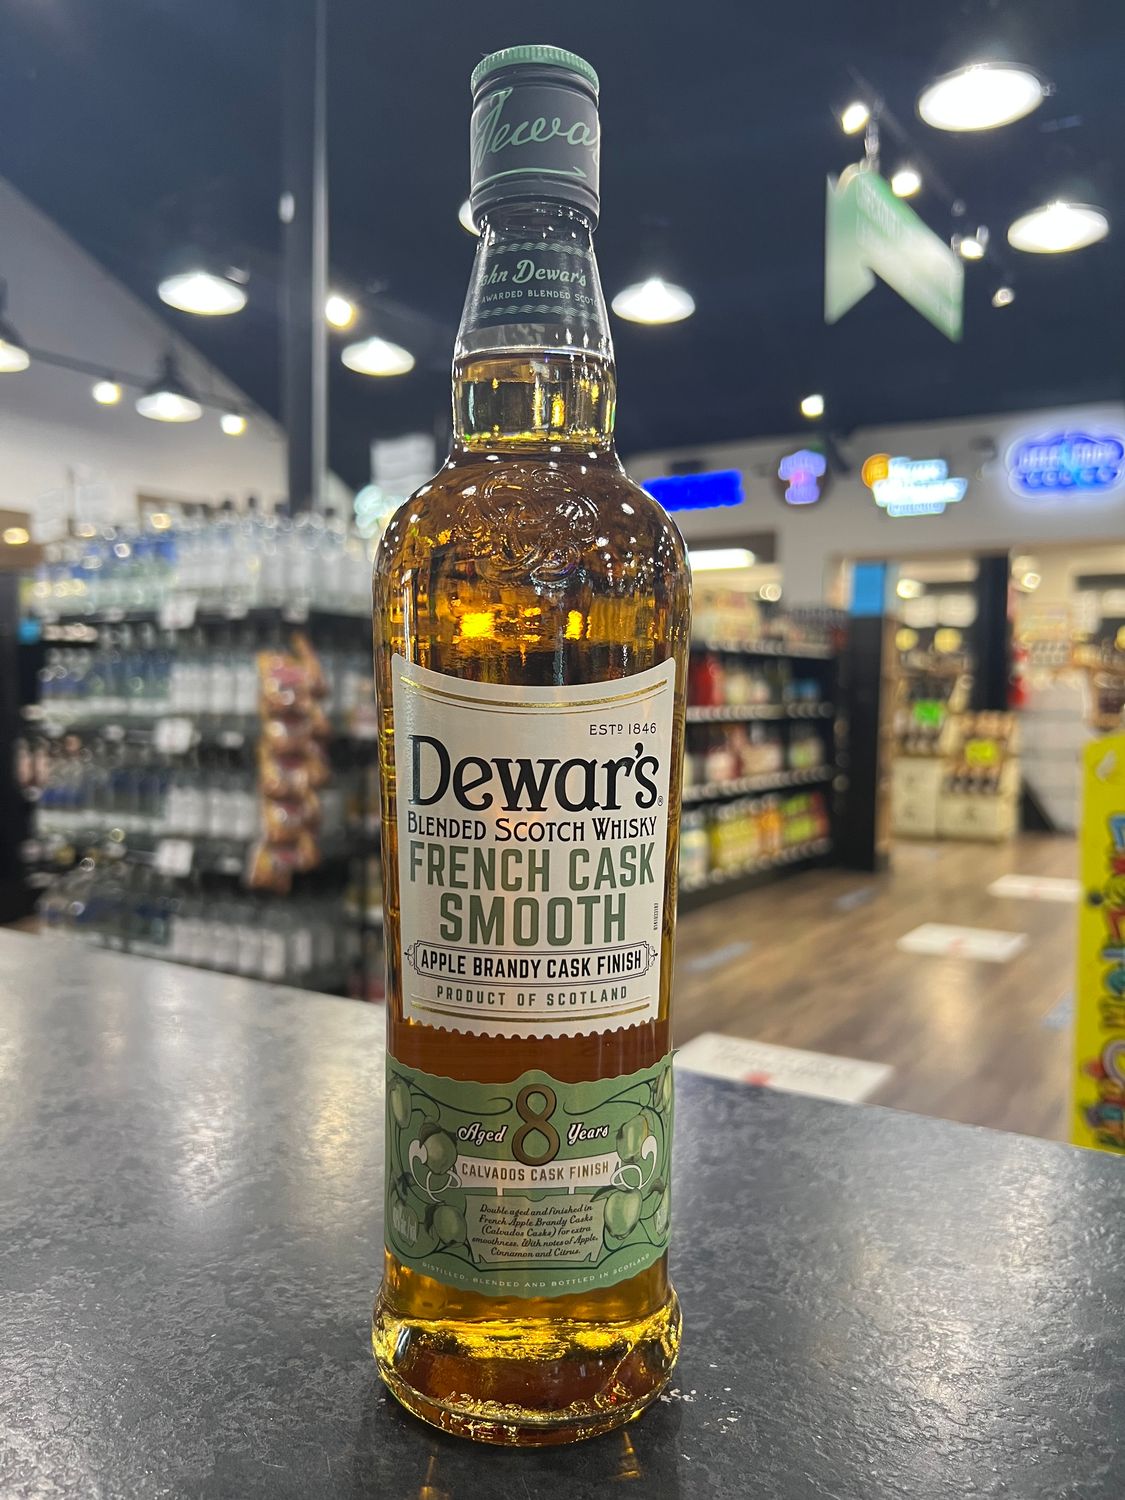 Dewar
John Dewar's
AWARDED BLENDED SCOTC
ESTD 1846
Dewar's®
BLENDED SCOTCH WHISKY
FRENCH CASK
SMOOTH
APPLE BRANDY CASK FINISH
PRODUCT OF SCOTLAND
Aged 8 Years
CALVADOS CASK FINISH
Double aged and finished in
French Apple Brandy Casks
(Calvados Casks) for extra
smoothness. With notes of Apple,
Cinnamon and Citrus.
DISTILLED, BLENDED AND BOTTLED IN SCOTLAND